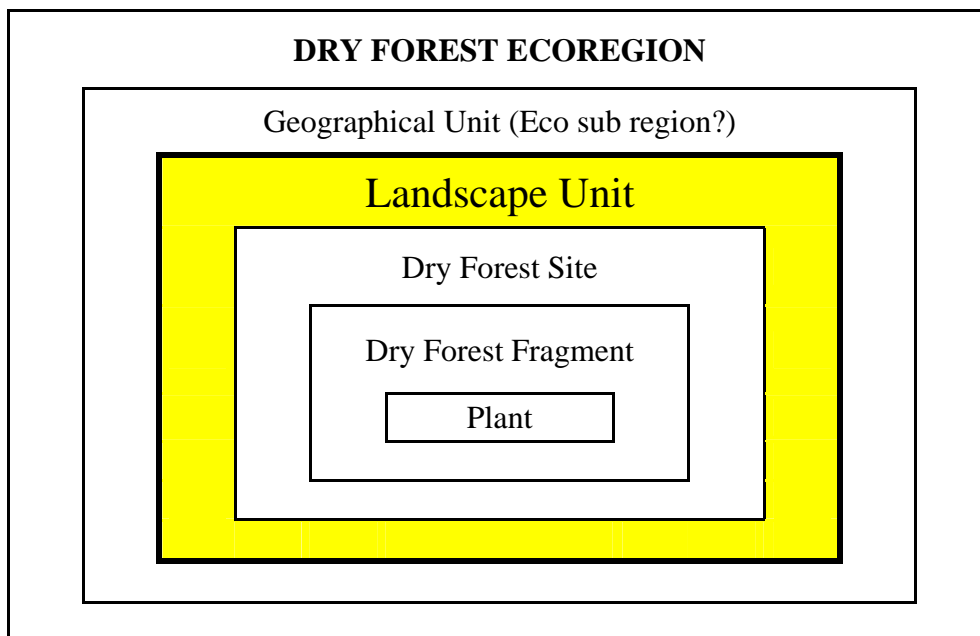 DRY FOREST ECOREGION
Geographical Unit (Eco sub region?)
Landscape Unit
Dry Forest Site
Dry Forest Fragment
Plant